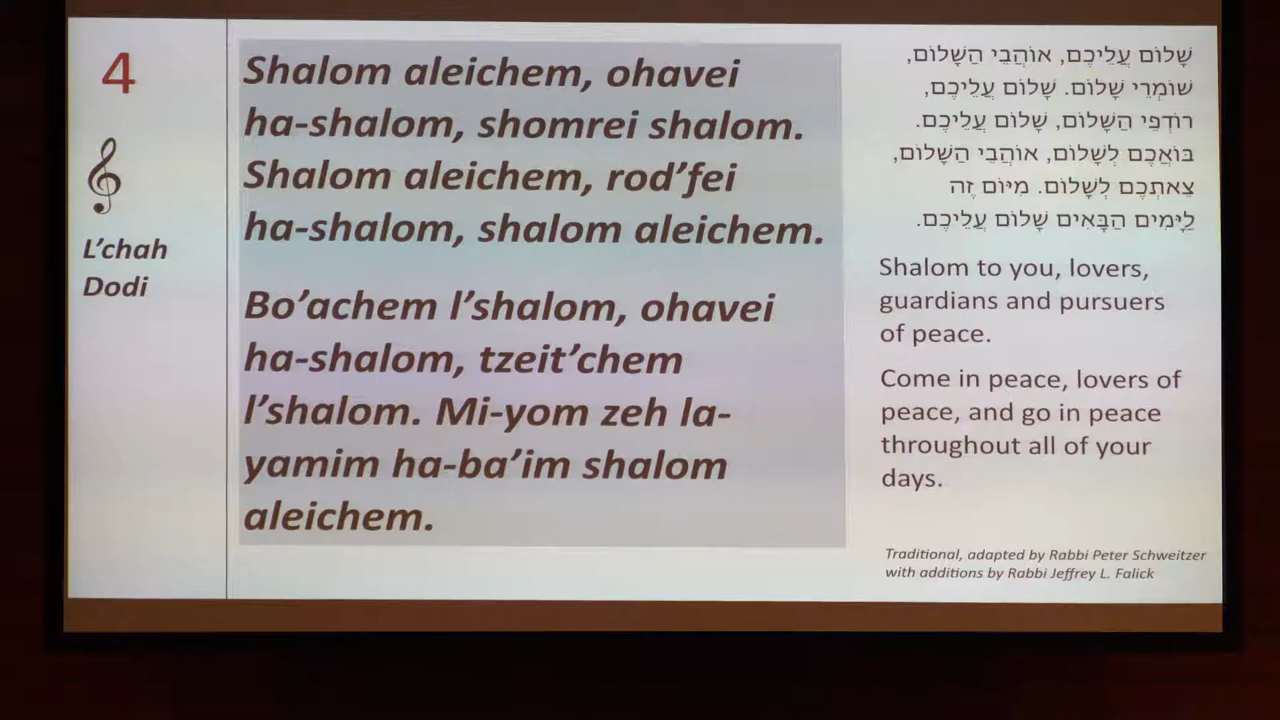 4
L’chah
Dodi
Shalom aleichem, ohavei
ha-shalom, shomrei shalom.
Shalom aleichem, rod’fei
ha-shalom, shalom aleichem.
Bo’achem l’shalom, ohavei
ha-shalom, tzeit’chem
l’shalom. Mi-yom zeh la-
yamim ha-ba’im shalom
aleichem.
שָׁלוֹם עֲלֵיכֶם, אוֹהֲבֵי הַשָּׁלוֹם,
שׁוֹמְרֵי שָׁלוֹם. שָׁלוֹם עֲלֵיכֶם,
רוֹדְפֵי הַשָּׁלוֹם, שָׁלוֹם עֲלֵיכֶם.
בּוֹאֲכֶם לְשָׁלוֹם, אוֹהֲבֵי הַשָּׁלוֹם,
צֵאתְכֶם לְשָׁלוֹם. מִיּוֹם זֶה
לַיָּמִים הַבָּאִים שָׁלוֹם עֲלֵיכֶם.
Shalom to you, lovers,
guardians and pursuers
of peace.
Come in peace, lovers of
peace, and go in peace
throughout all of your
days.
Traditional, adapted by Rabbi Peter Schweitzer
with additions by Rabbi Jeffrey L. Falick